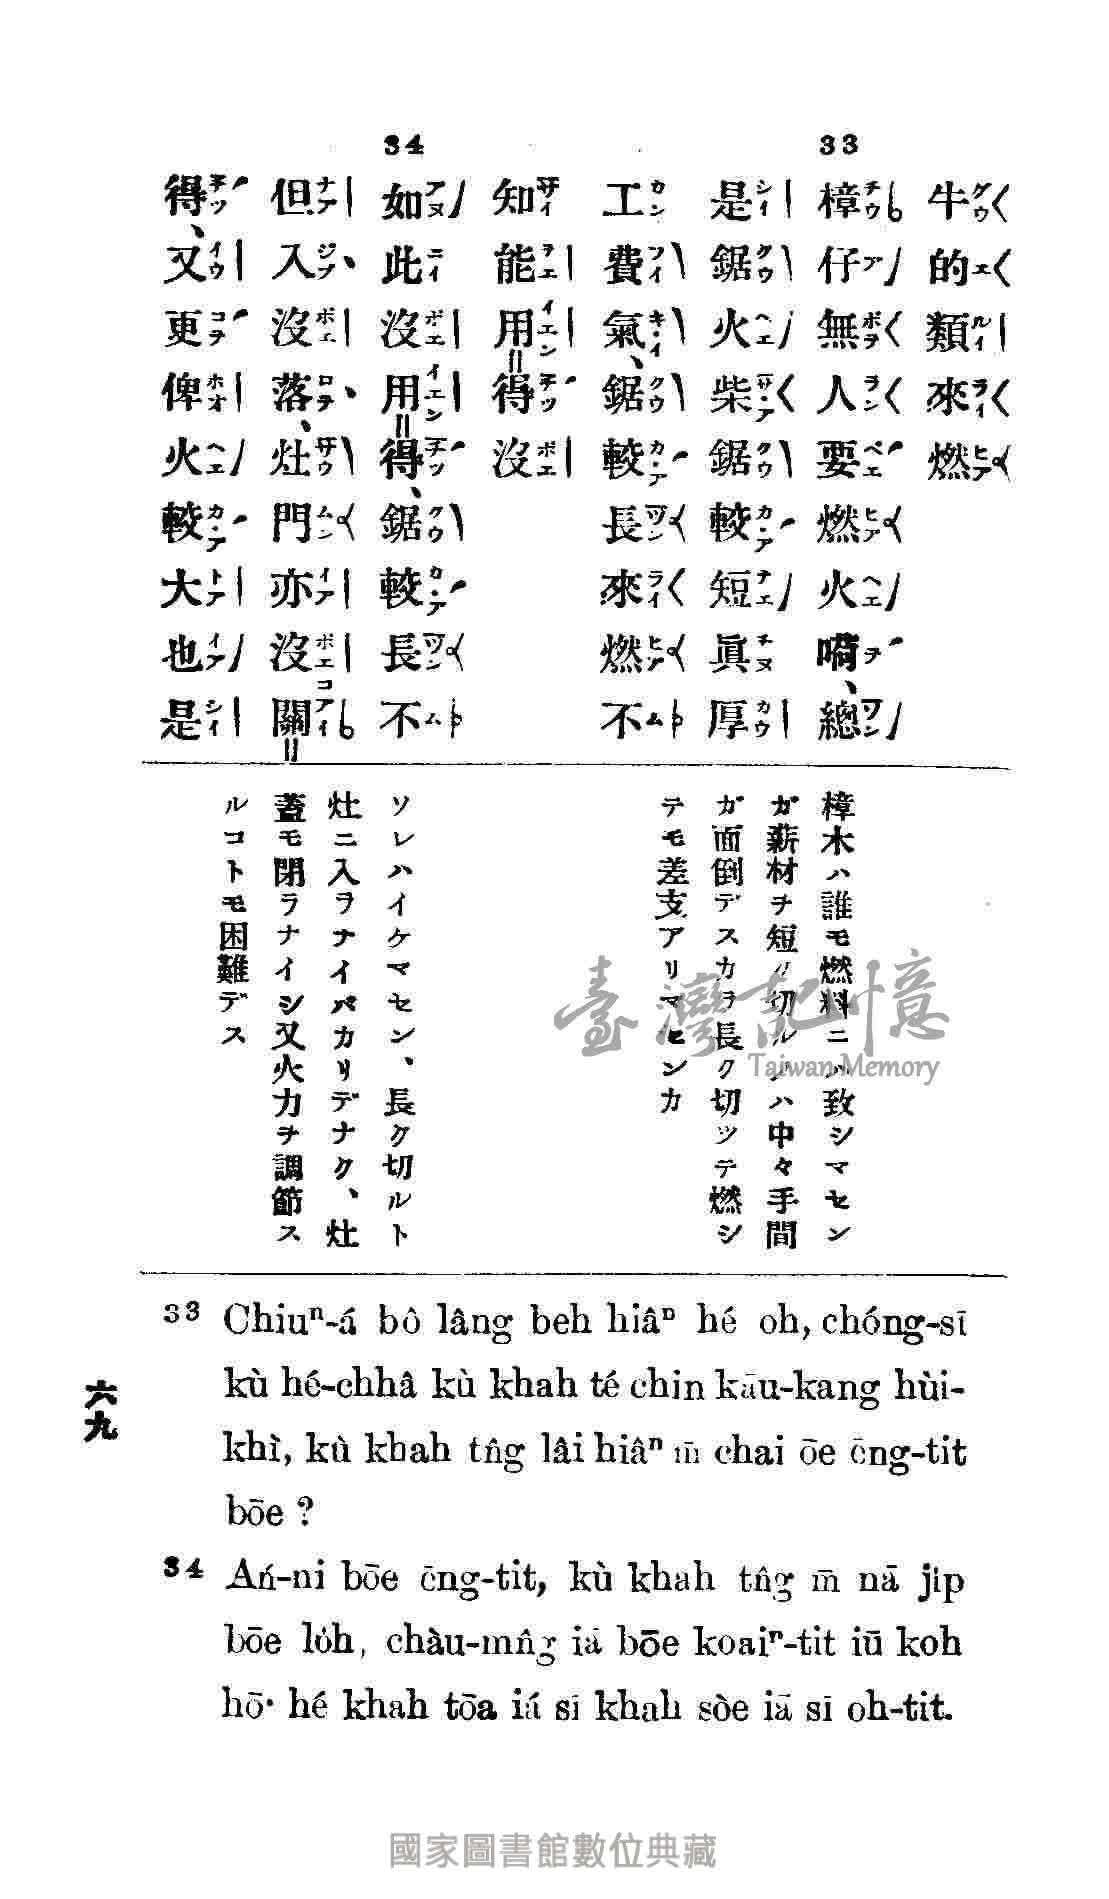 牛的類來燃
33
樟仔無人要燃火嗬、總
是鋸火柴鋸較短眞厚
工費氣、鋸較長來燃不
知能用得沒
34
如此沒用得、鋸較長不
但入沒落、灶門亦沒關
得、又更俾火較大也是
樟木ハ誰モ燃料ニハ致シマセン
ガ薪材ヲ短ク切ルノハ中々手間
ガ面倒デスカラ長ク切ツテ燃シ
テモ差支アリマセンカ
ソレハイケマセン、長ク切ルト
灶ニ入ラナイバカリデナク、灶
蓋モ閉ラナイシ又火力ヲ調節ス
ルコトモ困難デス
臺灣記憶
Taiwan Memory
33 Chiuⁿ-á bô lâng beh hiâⁿ hé oh, chóng-sī
kù hé-chhâ kù khah té chin kāu-kang hùi-
khì, kù khah tn̂g lâi hiâⁿ m̄ chai ōe ēng-tit
bōe ?
34 Ań-ni bōe ēng-tit, kù khah tn̂g m̄ nā ji̍p
bōe lo̍h, chàu-mn̂g iā bōe koaiⁿ-tit iū koh
hō· hé khah tōa iá sī khah sòe iā sī oh-tit.
六九
國家圖書館數位典藏